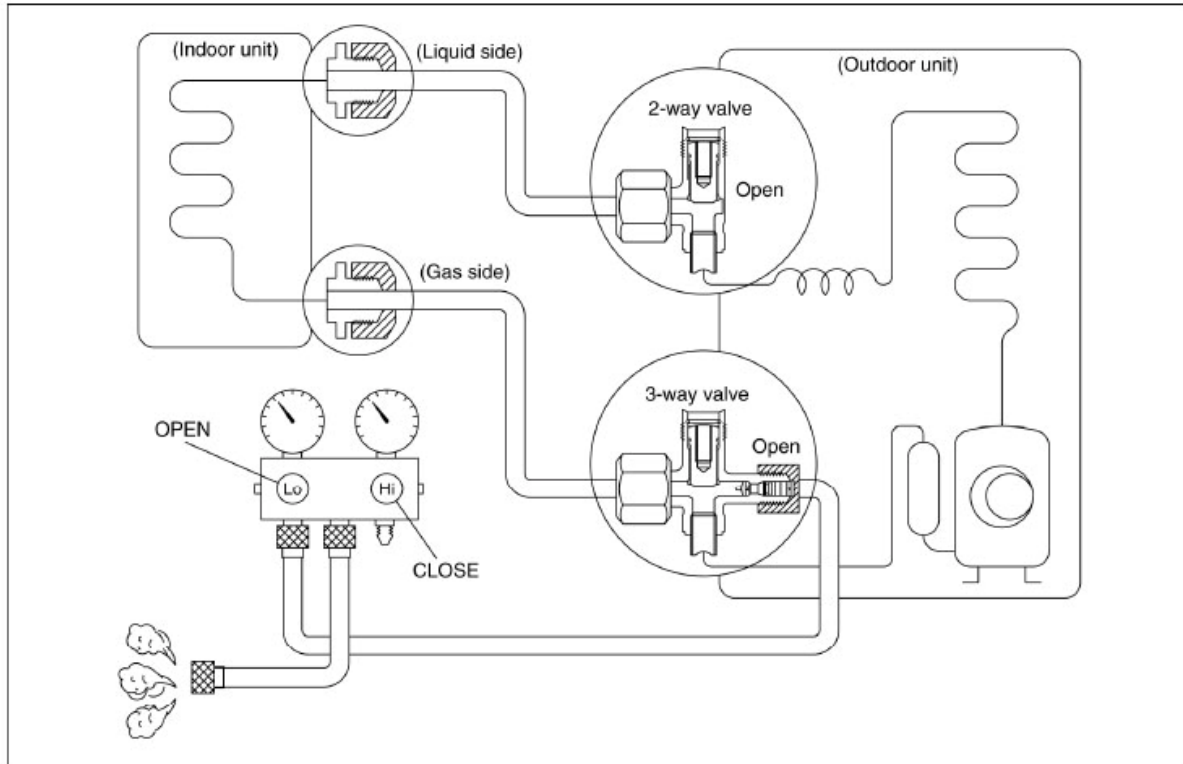 (Indoor unit)
(Liquid side)
(Outdoor unit)
2-way valve
Open
(Gas side)
3-way valve
Open
OPEN
Lo
Hi
CLOSE